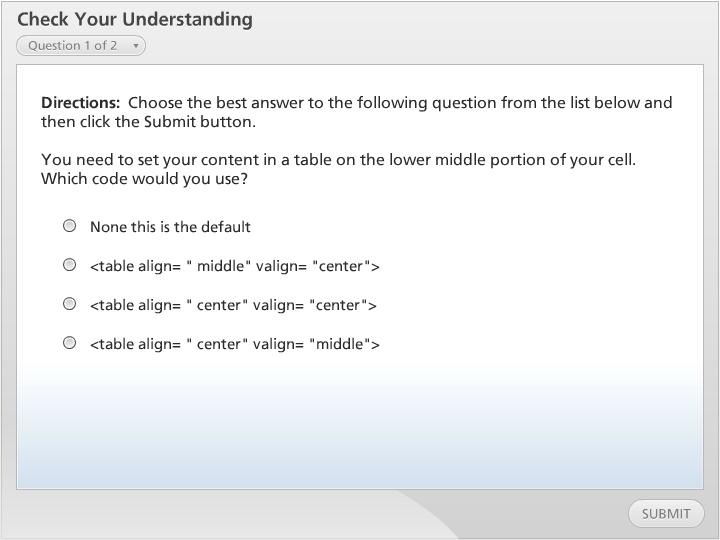 Check Your Understanding
Question 1 of 2
Directions: Choose the best answer to the following question from the list below and
then click the Submit button.
You need to set your content in a table on the lower middle portion of your cell.
Which code would you use?
None this is the default
<table align= " middle" valign= "center">
<table align= " center" valign= "center">
<table align= " center" valign= "middle">
SUBMIT